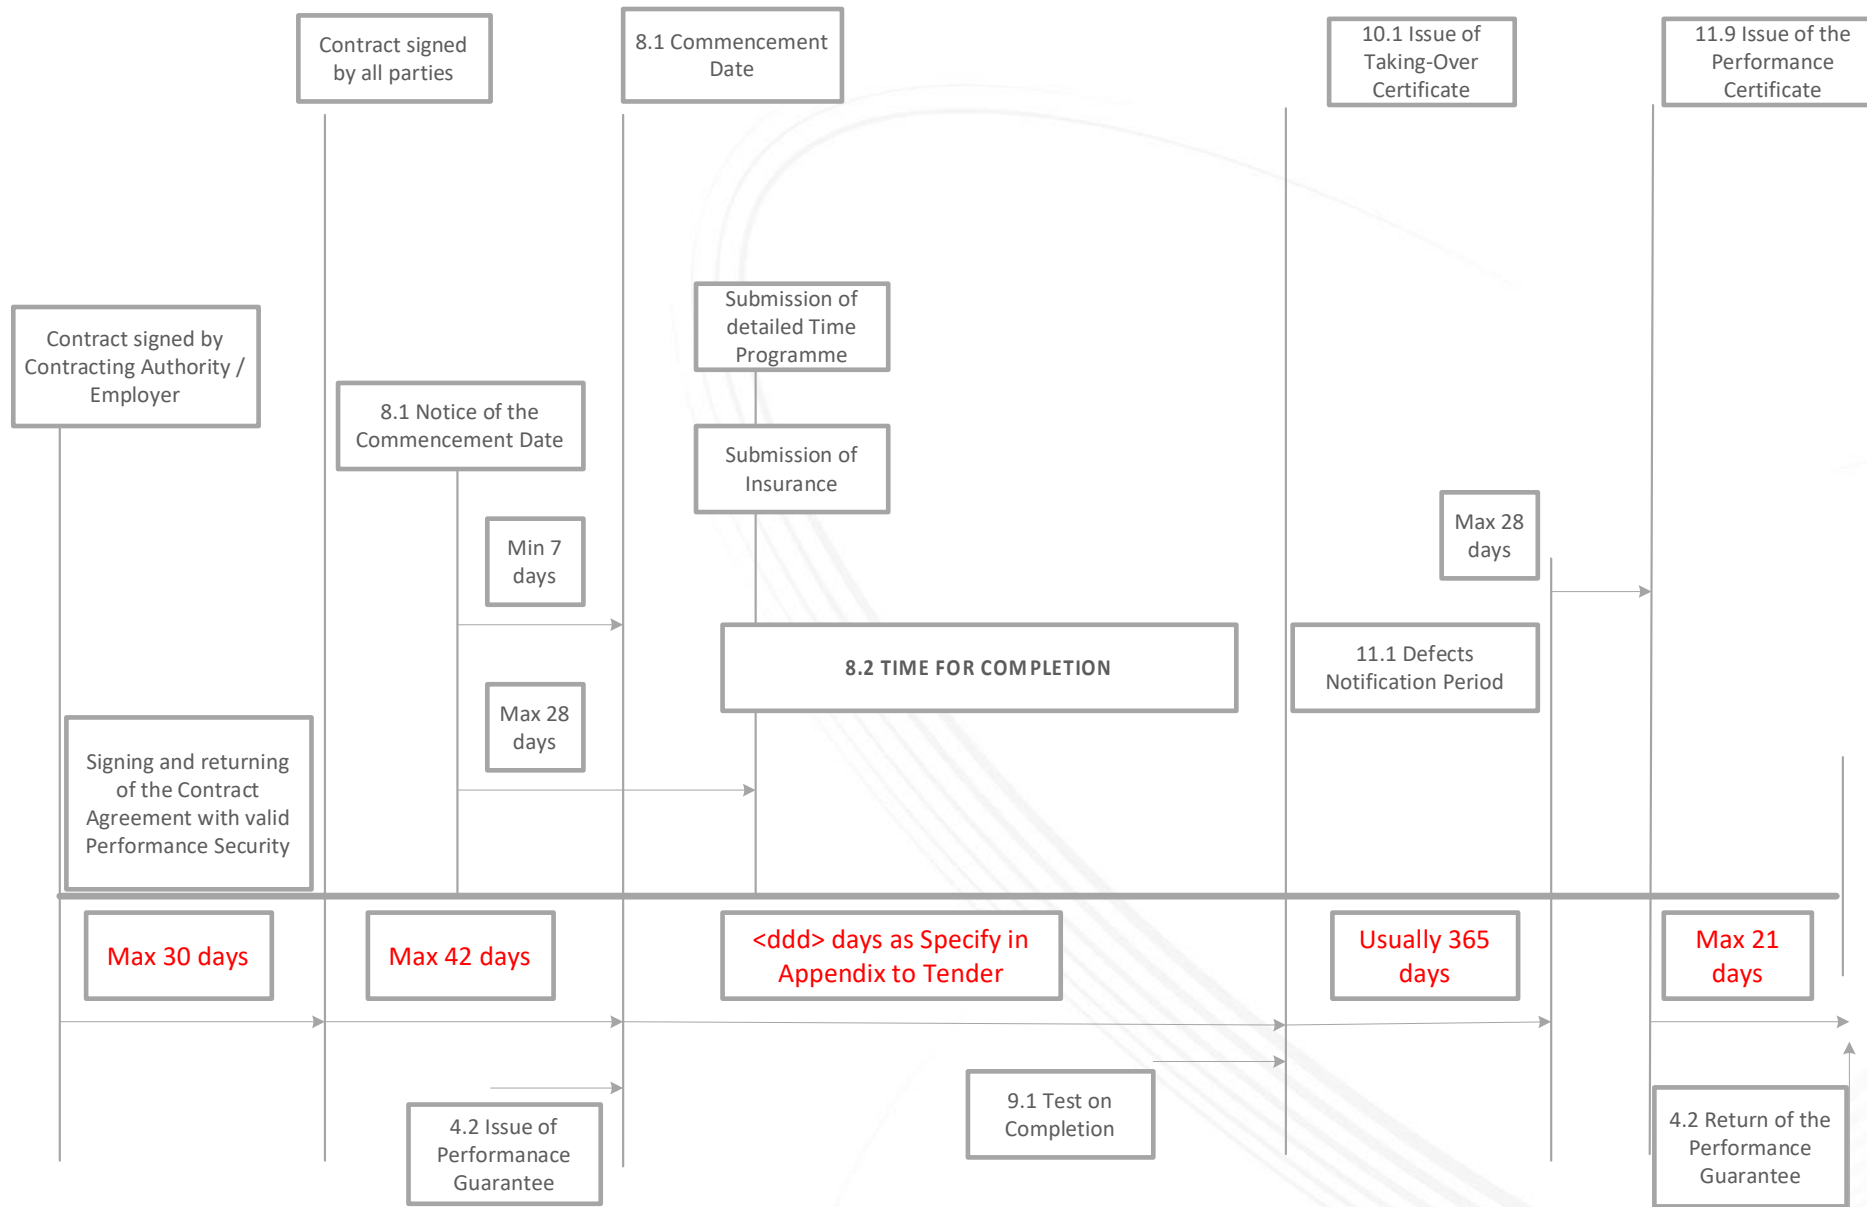 Contract signed
by all parties
8.1 Commencement
Date
10.1 Issue of
Taking-Over
Certificate
11.9 Issue of the
Performance
Certificate
Submission of
detailed Time
Programme
Contract signed by
Contracting Authority /
Employer
8.1 Notice of the
Commencement Date
Submission of
Insurance
Min 7
days
Max 28
days
8.2 TIME FOR COMPLETION
11.1 Defects
Notification Period
Max 28
days
Signing and returning
of the Contract
Agreement with valid
Performance Security
Max 30 days
Max 42 days
<ddd> days as Specify in
Appendix to Tender
Usually 365
days
Max 21
days
4.2 Issue of
Performanace
Guarantee
9.1 Test on
Completion
4.2 Return of the
Performance
Guarantee